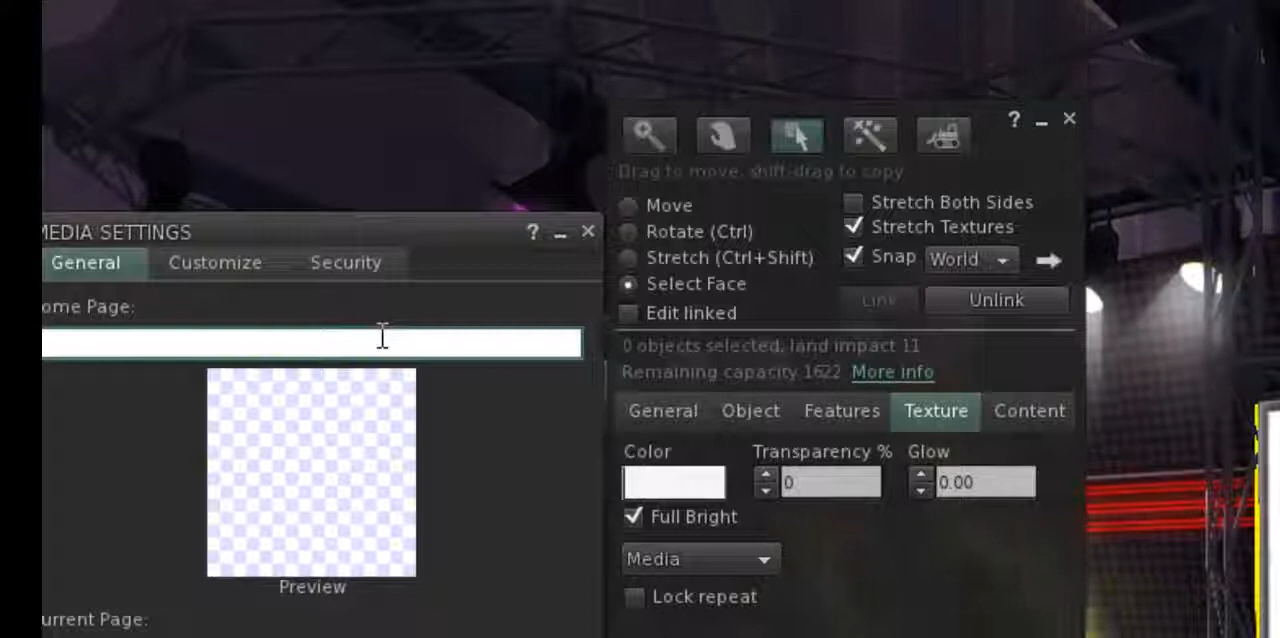 MEDIA SETTINGS ?
General Customize Security
ome Page:
Preview
urrent Page:
?
Drag to move, shift-drag to copy
Move
Rotate (Ctrl)
Stretch (Ctrl+Shift)
Select Face
Edit linked
Stretch Both Sides
Stretch Textures
Snap World
Link Unlink
0 objects selected, land impact 11
Remaining capacity 1622 More info
General Object Features Texture Content
Color Transparency % Glow
0 0.00
Full Bright
Media
Lock repeat